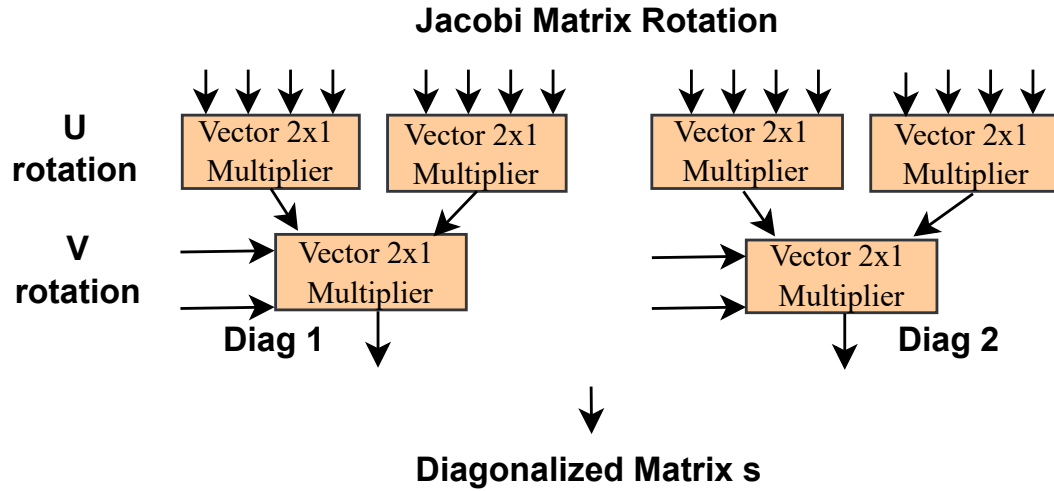 Jacobi Matrix Rotation
U
rotation
Vector 2x1
Multiplier
Vector 2x1
Multiplier
Vector 2x1
Multiplier
Vector 2x1
Multiplier
V
rotation
Vector 2x1
Multiplier
Vector 2x1
Multiplier
Diag 1
Diag 2
Diagonalized Matrix s